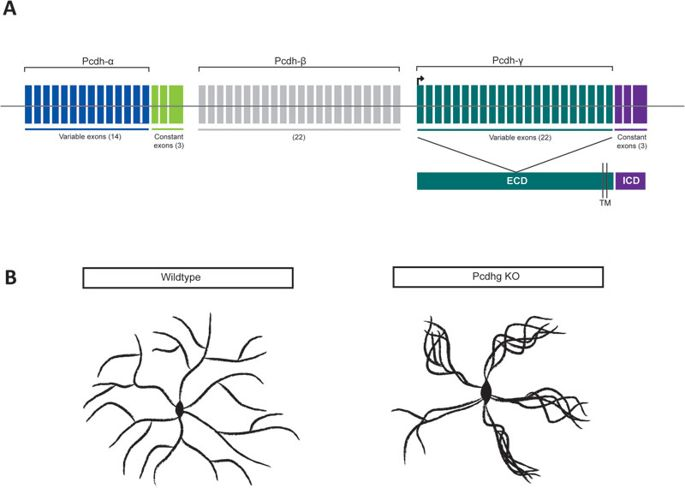 A
Pcdh-α
Pcdh-β
Pcdh-γ
Variable exons (14)
Constant
exons (3)
(22)
Variable exons (22)
Constant
exons (3)
ECD
ICD
TM
B
Wildtype
Pcdhg KO